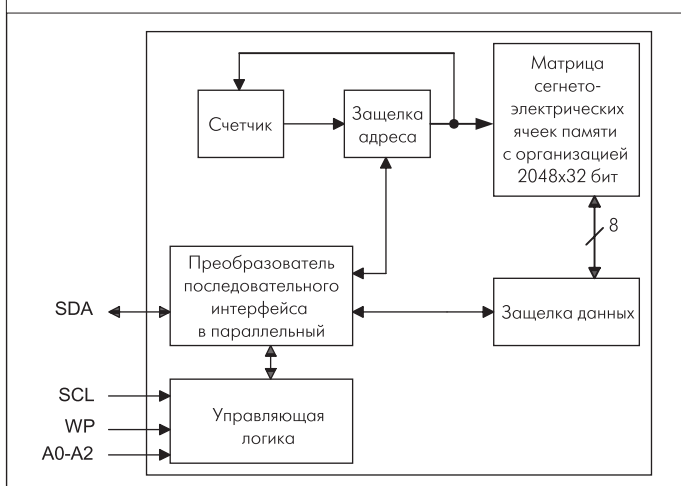 Счетчик
Защелка
адреса
Матрица
сегнето-
электрических
ячеек памяти
с организацией
2048x32 бит
8
Преобразователь
последовательного
интерфейса
в параллельный
Защелка данных
SDA
SCL
WP
A0-A2
Управляющая
логика